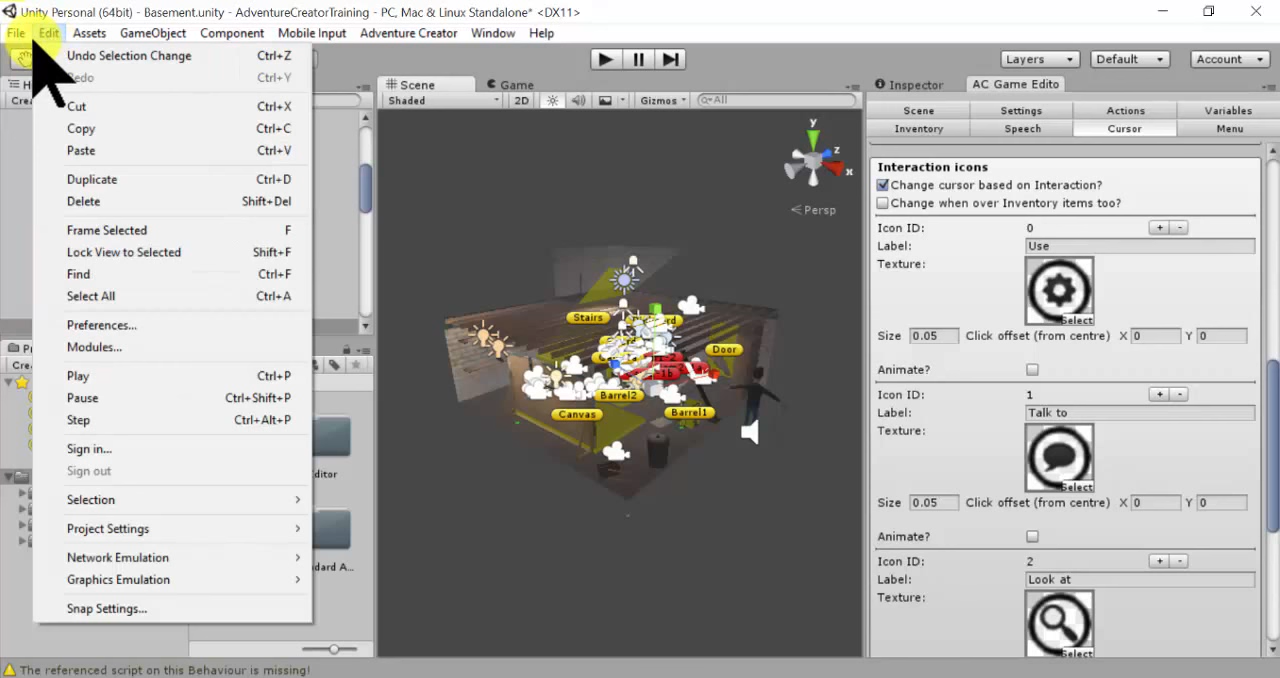 Unity Personal (64bit) - Basement.unity - AdventureCreatorTraining - PC, Mac & Linux Standalone* <DX11>
File Edit Assets GameObject Component Mobile Input Adventure Creator Window Help
Layers Default Account
Undo Selection Change Ctrl+Z
Redo Ctrl+Y
Cut Ctrl+X
Copy Ctrl+C
Paste Ctrl+V
Duplicate Ctrl+D
Delete Shift+Del
Frame Selected F
Lock View to Selected Shift+F
Find Ctrl+F
Select All Ctrl+A
Preferences...
Modules...
Play Ctrl+P
Pause Ctrl+Shift+P
Step Ctrl+Alt+P
Sign in...
Sign out
Selection
Project Settings
Network Emulation
Graphics Emulation
Snap Settings...
Scene Game
Shaded 2D Gizmos All
y
z
x
Persp
Stairs
Door
Barrel2
Canvas Barrel1
Inspector AC Game Edito
Scene Settings Actions Variables
Inventory Speech Cursor Menu
Interaction icons
Change cursor based on Interaction?
Change when over Inventory items too?
Icon ID: 0 + -
Label: Use
Texture:
Select
Size 0.05 Click offset (from centre) X 0 Y 0
Animate?
Icon ID: 1 + -
Label: Talk to
Texture:
Select
Size 0.05 Click offset (from centre) X 0 Y 0
Animate?
Icon ID: 2 + -
Label: Look at
Texture:
Select
The referenced script on this Behaviour is missing!